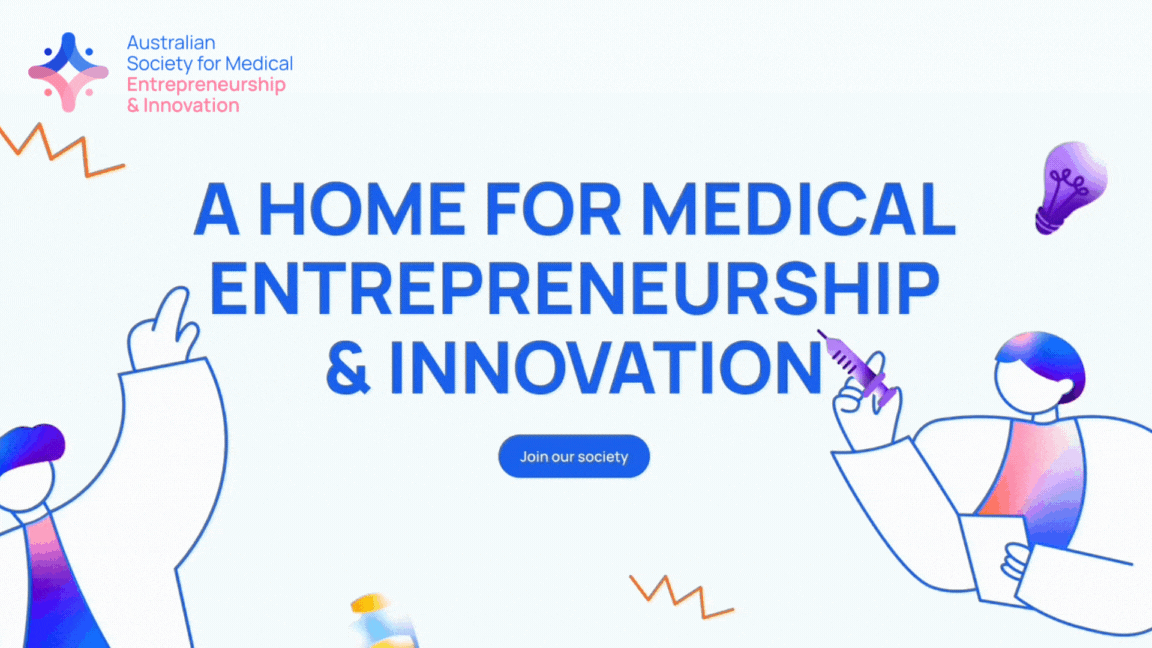 Australian
Society for Medical
Entrepreneurship
& Innovation
A HOME FOR MEDICAL
ENTREPRENEURSHIP
& INNOVATION
Join our society